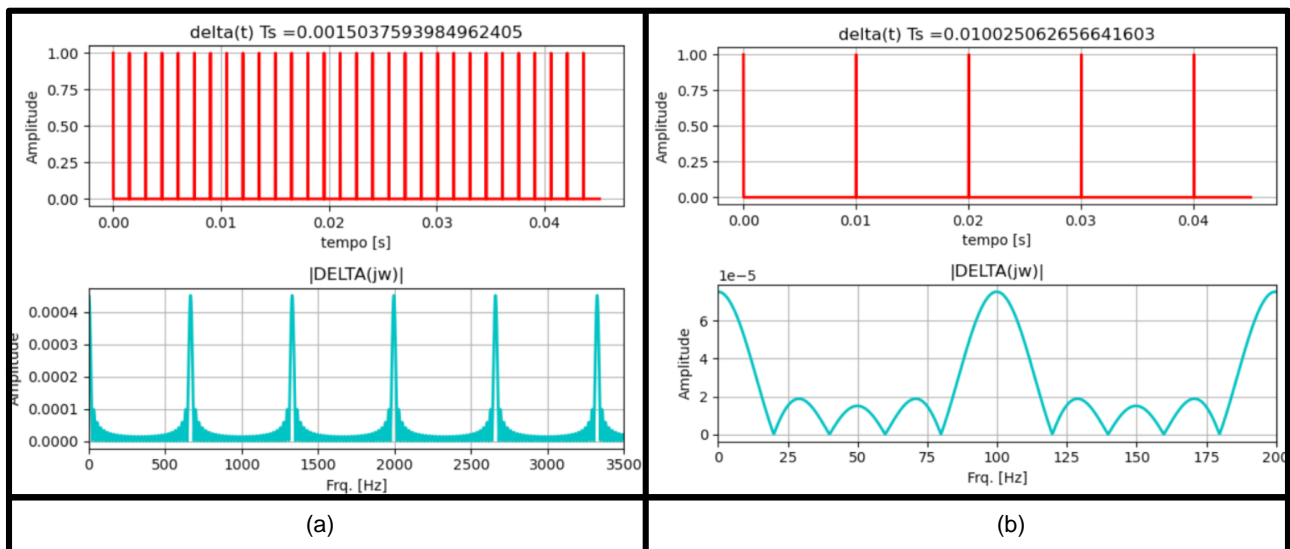 delta(t) Ts =0.0015037593984962405
1.00
0.75
0.50
0.25
0.00
Amplitude
0.00 0.01 0.02 0.03 0.04
tempo [s]
|DELTA(jw)|
0.0004
0.0003
0.0002
0.0001
0.0000
Amplitude
0 500 1000 1500 2000 2500 3000 3500
Frq. [Hz]
(a)
delta(t) Ts =0.010025062656641603
1.00
0.75
0.50
0.25
0.00
Amplitude
0.00 0.01 0.02 0.03 0.04
tempo [s]
|DELTA(jw)|
1e−5
6
4
2
0
Amplitude
0 25 50 75 100 125 150 175 200
Frq. [Hz]
(b)